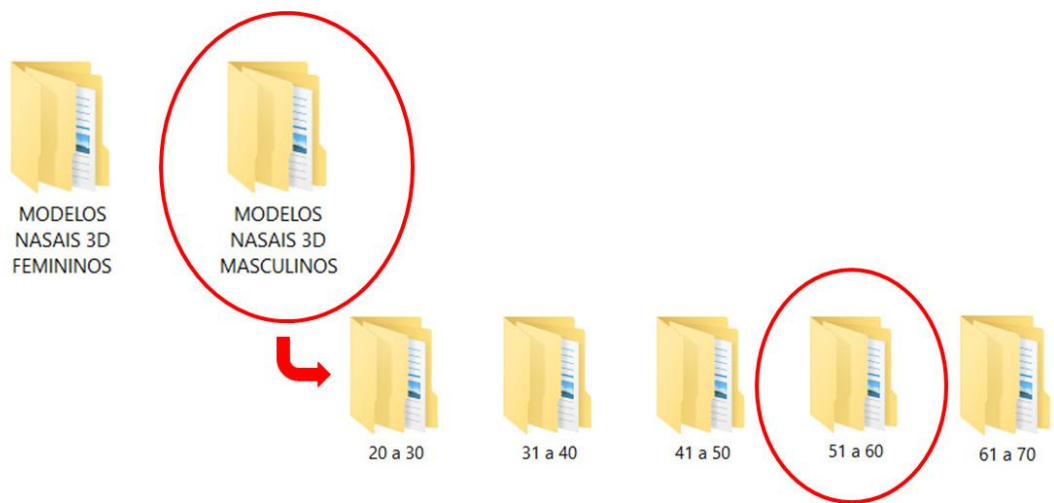 MODELOS
NASAIS 3D
FEMININOS
MODELOS
NASAIS 3D
MASCULINOS
20 a 30
31 a 40
41 a 50
51 a 60
61 a 70